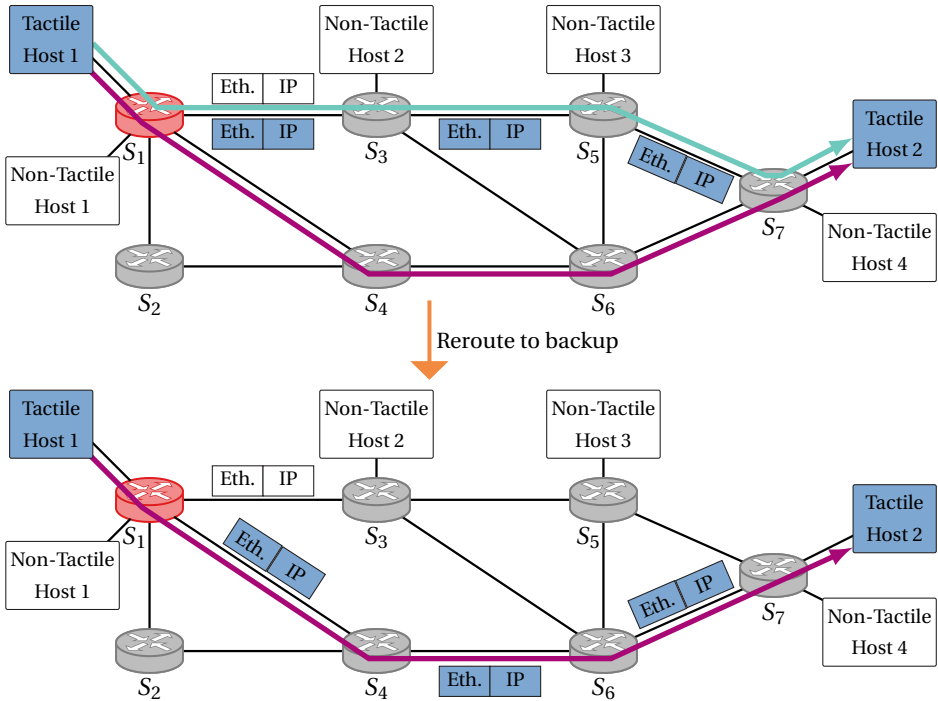 Tactile
Host 1
Non-Tactile
Host 2
Non-Tactile
Host 3
Eth. IP
Eth. IP
Eth. IP
Eth. IP
Tactile
Host 2
S1
S3
S5
S7
Non-Tactile
Host 1
Non-Tactile
Host 4
S2
S4
S6
Reroute to backup
Tactile
Host 1
Non-Tactile
Host 2
Non-Tactile
Host 3
Eth. IP
Tactile
Host 2
S1
S3
S5
Eth. IP
Eth. IP
S7
Non-Tactile
Host 1
Non-Tactile
Host 4
S2
S4
Eth. IP
S6